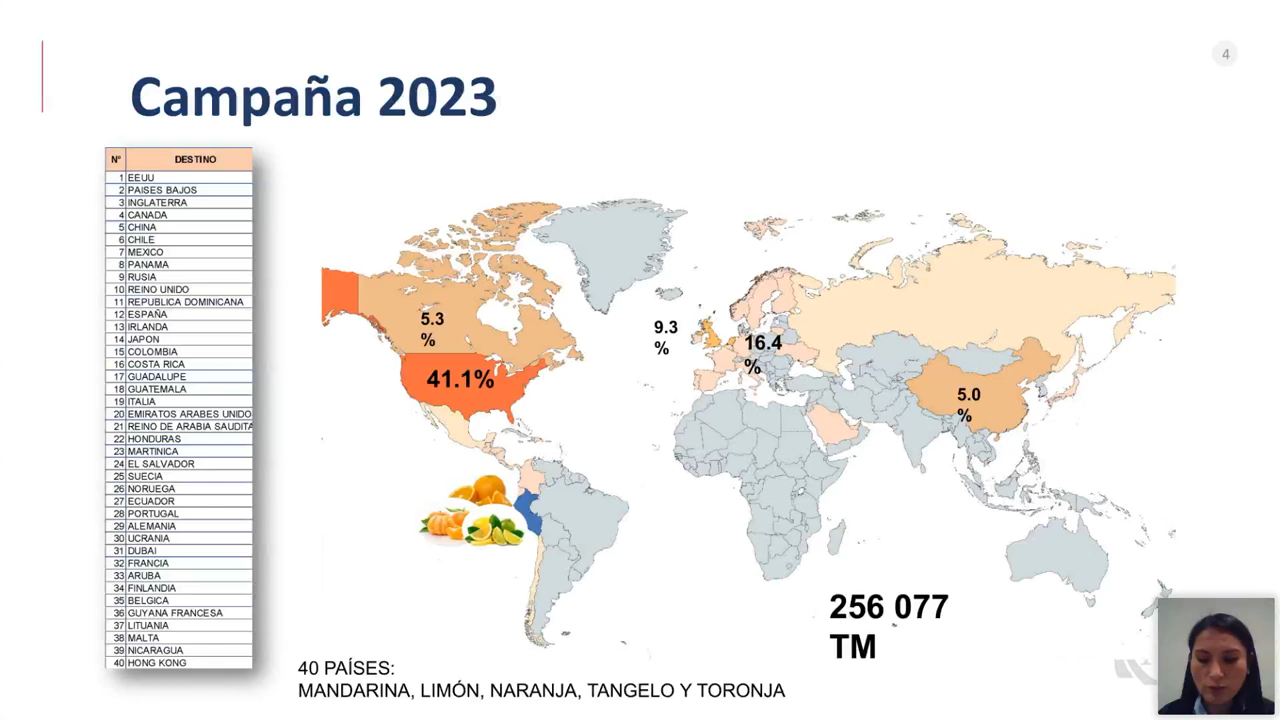 4
Campaña 2023
N° DESTINO
1 EEUU
2 PAISES BAJOS
3 INGLATERRA
4 CANADA
5 CHINA
6 CHILE
7 MEXICO
8 PANAMA
9 RUSIA
10 REINO UNIDO
11 REPUBLICA DOMINICANA
12 ESPAÑA
13 IRLANDA
14 JAPON
15 COLOMBIA
16 COSTA RICA
17 GUADALUPE
18 GUATEMALA
19 ITALIA
20 EMIRATOS ARABES UNIDO
21 REINO DE ARABIA SAUDITA
22 HONDURAS
23 MARTINICA
24 EL SALVADOR
25 SUECIA
26 NORUEGA
27 ECUADOR
28 PORTUGAL
29 ALEMANIA
30 UCRANIA
31 DUBAI
32 FRANCIA
33 ARUBA
34 FINLANDIA
35 BELGICA
36 GUYANA FRANCESA
37 LITUANIA
38 MALTA
39 NICARAGUA
40 HONG KONG
5.3
%
41.1%
9.3
%
16.4
%
5.0
%
256 077
TM
40 PAÍSES:
MANDARINA, LIMÓN, NARANJA, TANGELO Y TORONJA